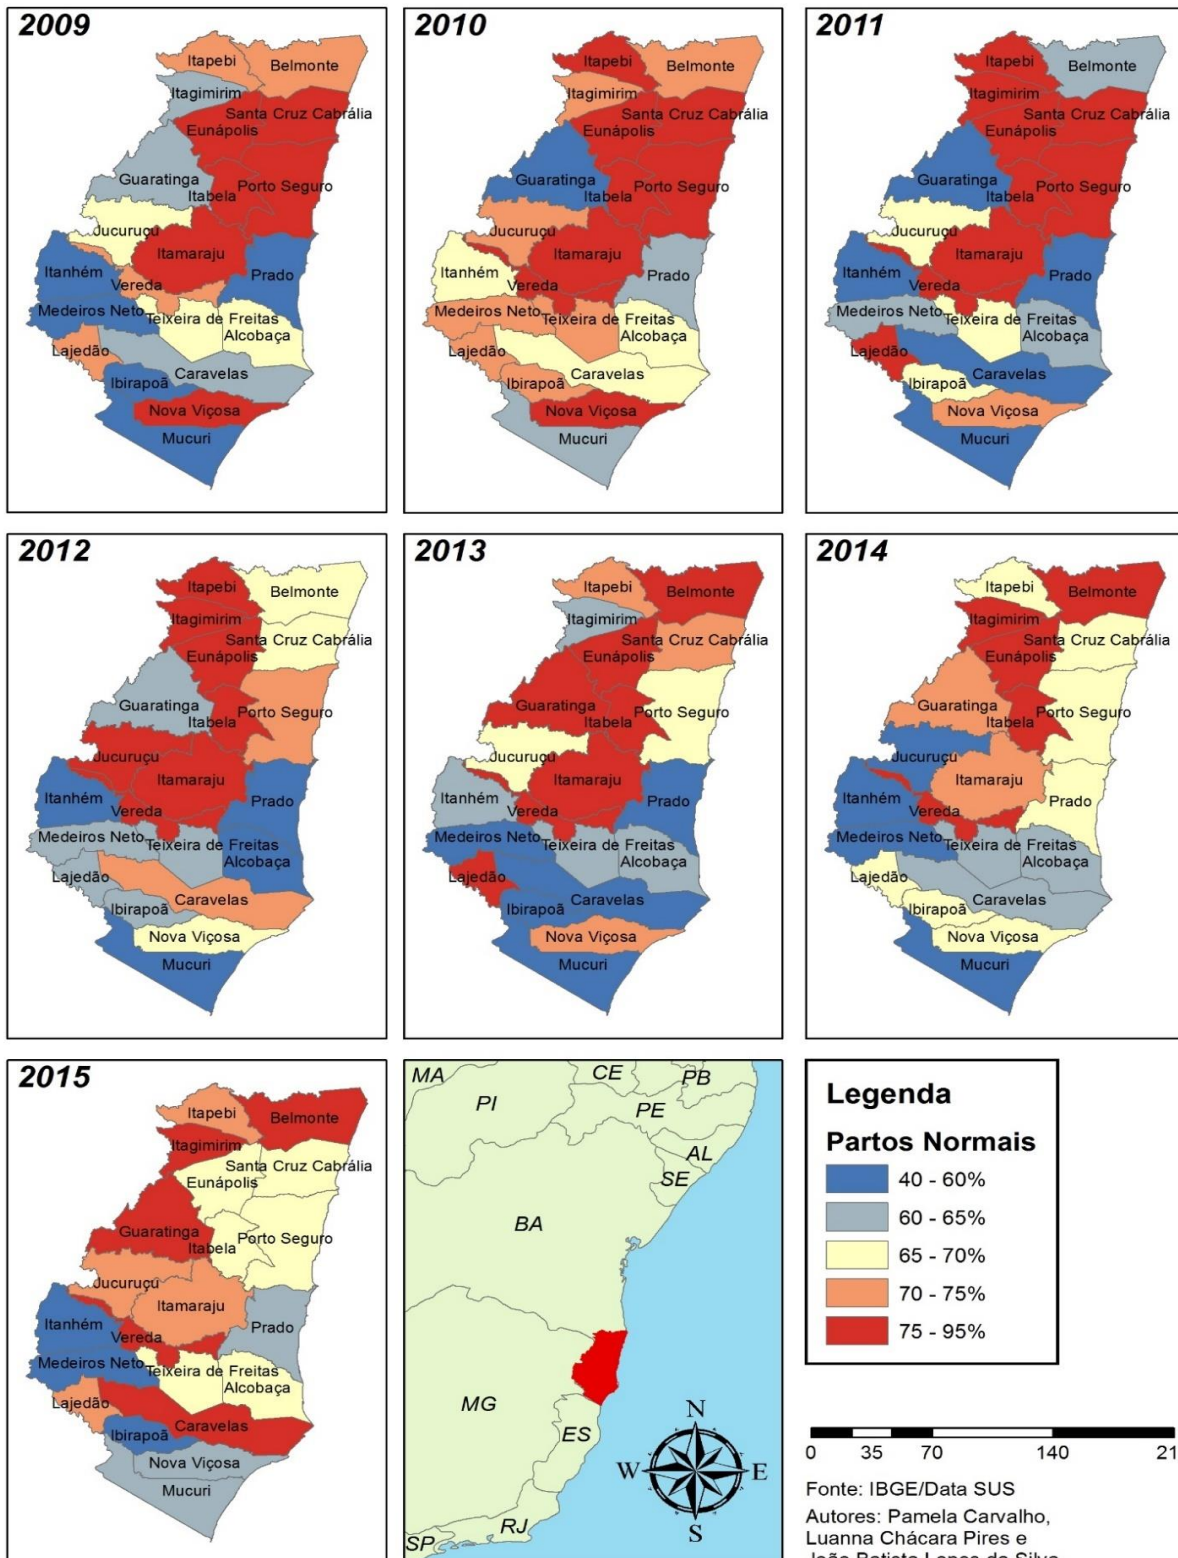 2009
Itapebi
Belmonte
Itagimirim
Santa Cruz Cabrália
Eunápolis
Guaratinga
Itabela
Porto Seguro
Jucuruçu
Itamaraju
Itanhém
Prado
Vereda
Medeiros Neto
Teixeira de Freitas
Alcobaça
Lajedão
Caravelas
Ibirapoã
Nova Viçosa
Mucuri
2010
Itapebi
Belmonte
Itagimirim
Santa Cruz Cabrália
Eunápolis
Guaratinga
Itabela
Porto Seguro
Jucuruçu
Itamaraju
Itanhém
Prado
Vereda
Medeiros Neto
Teixeira de Freitas
Alcobaça
Lajedão
Caravelas
Ibirapoã
Nova Viçosa
Mucuri
2011
Itapebi
Belmonte
Itagimirim
Santa Cruz Cabrália
Eunápolis
Guaratinga
Itabela
Porto Seguro
Jucuruçu
Itamaraju
Itanhém
Prado
Vereda
Medeiros Neto
Teixeira de Freitas
Alcobaça
Lajedão
Caravelas
Ibirapoã
Nova Viçosa
Mucuri
2012
Itapebi
Belmonte
Itagimirim
Santa Cruz Cabrália
Eunápolis
Guaratinga
Itabela
Porto Seguro
Jucuruçu
Itamaraju
Itanhém
Prado
Vereda
Medeiros Neto
Teixeira de Freitas
Alcobaça
Lajedão
Caravelas
Ibirapoã
Nova Viçosa
Mucuri
2013
Itapebi
Belmonte
Itagimirim
Santa Cruz Cabrália
Eunápolis
Guaratinga
Itabela
Porto Seguro
Jucuruçu
Itamaraju
Itanhém
Prado
Vereda
Medeiros Neto
Teixeira de Freitas
Alcobaça
Lajedão
Caravelas
Ibirapoã
Nova Viçosa
Mucuri
2014
Itapebi
Belmonte
Itagimirim
Santa Cruz Cabrália
Eunápolis
Guaratinga
Itabela
Porto Seguro
Jucuruçu
Itamaraju
Itanhém
Prado
Vereda
Medeiros Neto
Teixeira de Freitas
Alcobaça
Lajedão
Caravelas
Ibirapoã
Nova Viçosa
Mucuri
2015
Itapebi
Belmonte
Itagimirim
Santa Cruz Cabrália
Eunápolis
Guaratinga
Itabela
Porto Seguro
Jucuruçu
Itamaraju
Itanhém
Prado
Vereda
Medeiros Neto
Teixeira de Freitas
Alcobaça
Lajedão
Caravelas
Ibirapoã
Nova Viçosa
Mucuri
MA
CE
PB
PI
PE
AL
SE
BA
MG
ES
RJ
SP
N
W
E
S
Legenda
Partos Normais
40 - 60%
60 - 65%
65 - 70%
70 - 75%
75 - 95%
0 35 70 140 21
Fonte: IBGE/Data SUS
Autores: Pamela Carvalho,
Luanna Chácara Pires e
João Batista Lopes da Silva